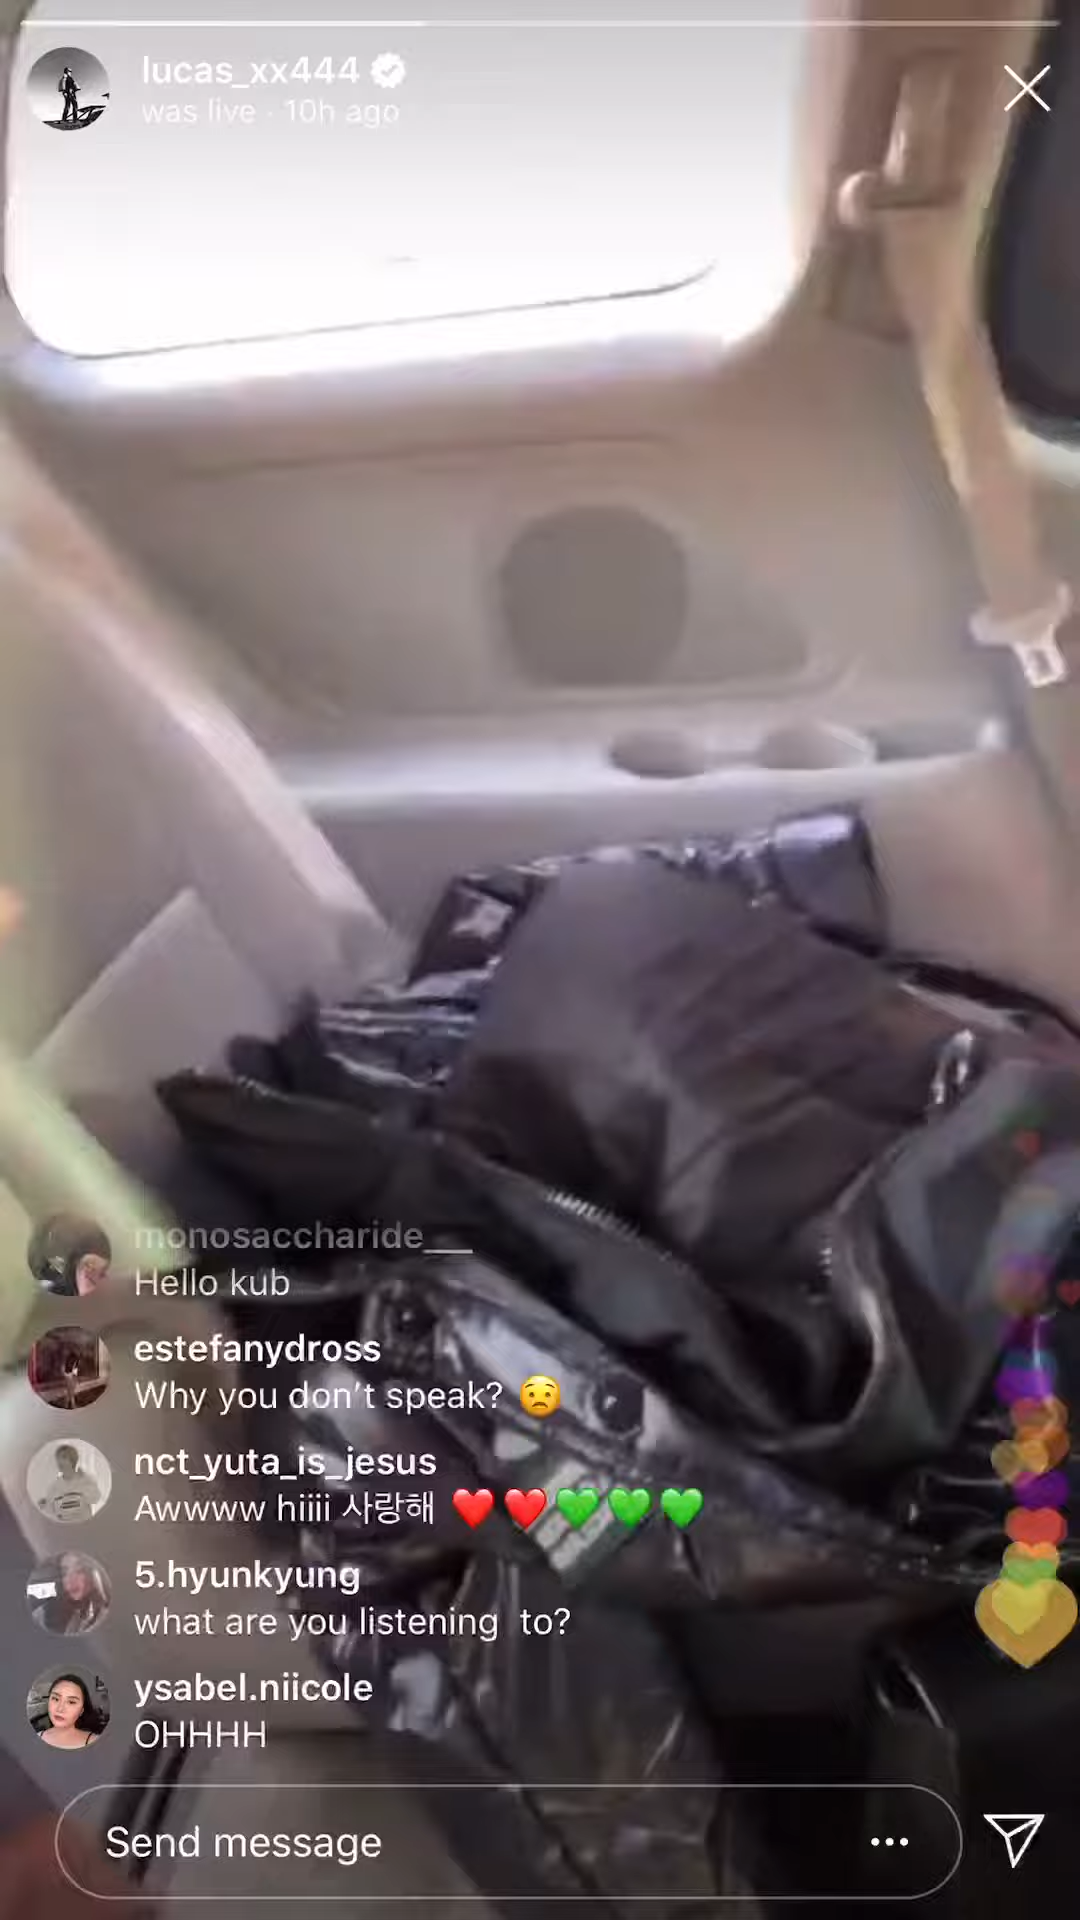 lucas_xx444
was live · 10h ago
monosaccharide__
Hello kub
estefanydross
Why you don't speak? 😟
nct_yuta_is_jesus
Awwww hiiii 사랑해 ❤️❤️💚💚💚
5.hyunkyung
what are you listening  to?
ysabel.niicole
OHHHH
Send message